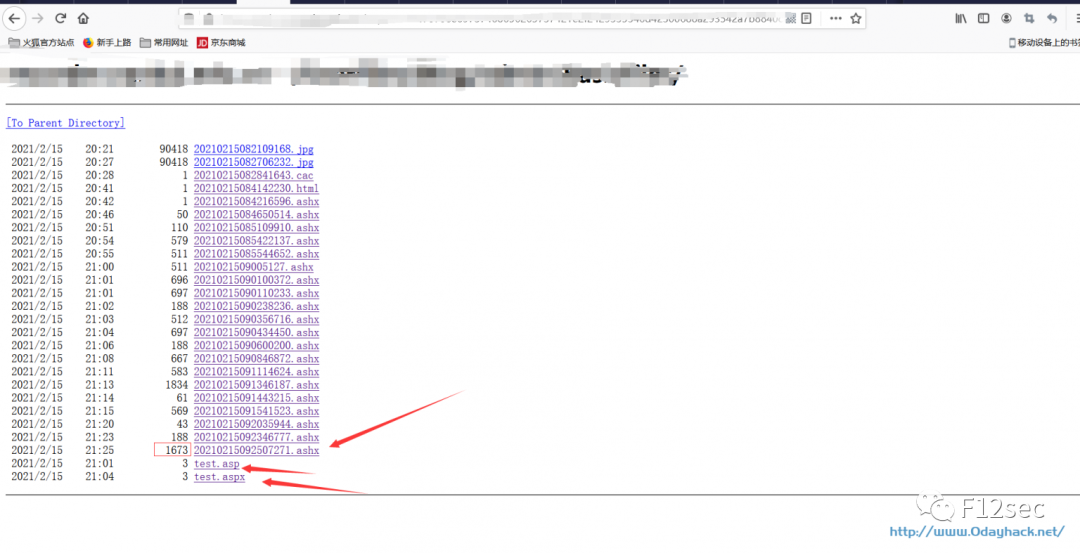 火狐官方站点 新手上路 常用网址 JD 京东商城 移动设备上的书签
[To Parent Directory]
2021/2/15 20:21 90418 20210215082109168.jpg
2021/2/15 20:27 90418 20210215082706232.jpg
2021/2/15 20:28 1 20210215082841643.cac
2021/2/15 20:41 1 20210215084142230.html
2021/2/15 20:42 1 20210215084216596.ashx
2021/2/15 20:46 50 20210215084650514.ashx
2021/2/15 20:51 110 20210215085109910.ashx
2021/2/15 20:54 579 20210215085422137.ashx
2021/2/15 20:55 511 20210215085544652.ashx
2021/2/15 21:00 511 2021021509005127.ashx
2021/2/15 21:01 696 20210215090100372.ashx
2021/2/15 21:01 697 20210215090110233.ashx
2021/2/15 21:02 188 20210215090238236.ashx
2021/2/15 21:03 512 20210215090356716.ashx
2021/2/15 21:04 697 20210215090434450.ashx
2021/2/15 21:06 188 20210215090600200.ashx
2021/2/15 21:08 667 20210215090846872.ashx
2021/2/15 21:11 583 20210215091114624.ashx
2021/2/15 21:13 1834 20210215091346187.ashx
2021/2/15 21:14 61 20210215091443215.ashx
2021/2/15 21:15 569 20210215091541523.ashx
2021/2/15 21:20 43 20210215092035944.ashx
2021/2/15 21:23 188 20210215092346777.ashx
2021/2/15 21:25 1673 20210215092507271.ashx
2021/2/15 21:01 3 test.asp
2021/2/15 21:04 3 test.aspx
F12sec
http://www.0dayhack.net/